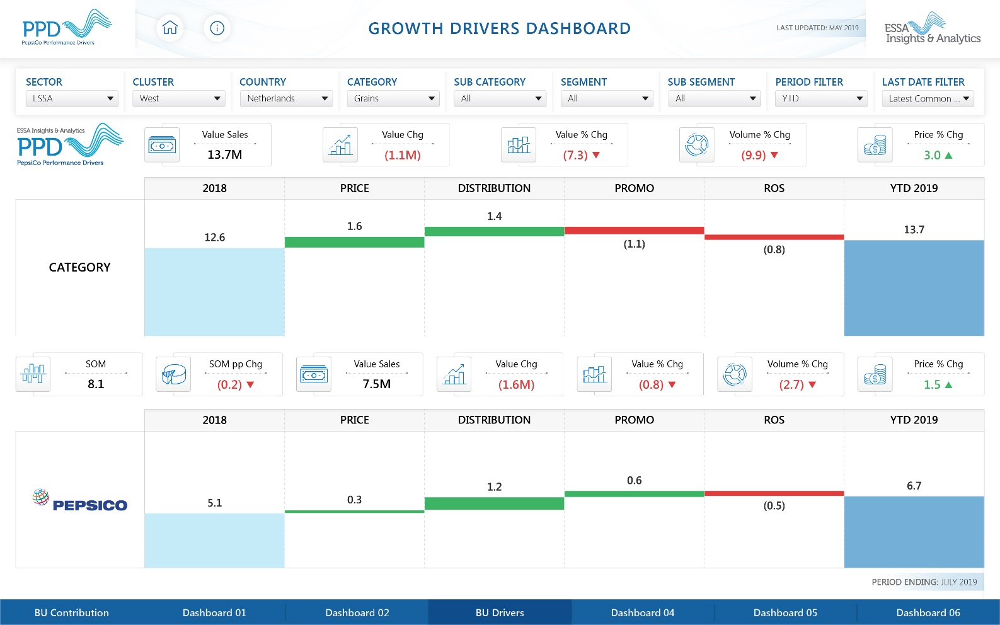 PPD
PepsiCo Performance Drivers
GROWTH DRIVERS DASHBOARD
LAST UPDATED: MAY 2019
ESSA
Insights & Analytics
SECTOR CLUSTER COUNTRY CATEGORY SUB CATEGORY SEGMENT SUB SEGMENT PERIOD FILTER LAST DATE FILTER
ESSA West Netherlands Grains All All All YTD Latest Common ...
ESSA Insights & Analytics
PPD
PepsiCo Performance Drivers
Value Sales Value Chg Value % Chg Volume % Chg Price % Chg
13.7M (1.1M) (7.3) ▼ (9.9) ▼ 3.0 ▲
2018 PRICE DISTRIBUTION PROMO ROS YTD 2019
CATEGORY
12.6 1.6 1.4 (1.1) (0.8) 13.7
SOM SOM pp Chg Value Sales Value Chg Value % Chg Volume % Chg Price % Chg
8.1 (0.2) ▼ 7.5M (1.6M) (0.8) ▼ (2.7) ▼ 1.5 ▲
2018 PRICE DISTRIBUTION PROMO ROS YTD 2019
PEPSICO
5.1 0.3 1.2 0.6 (0.5) 6.7
PERIOD ENDING: JULY 2019
BU Contribution Dashboard 01 Dashboard 02 BU Drivers Dashboard 04 Dashboard 05 Dashboard 06